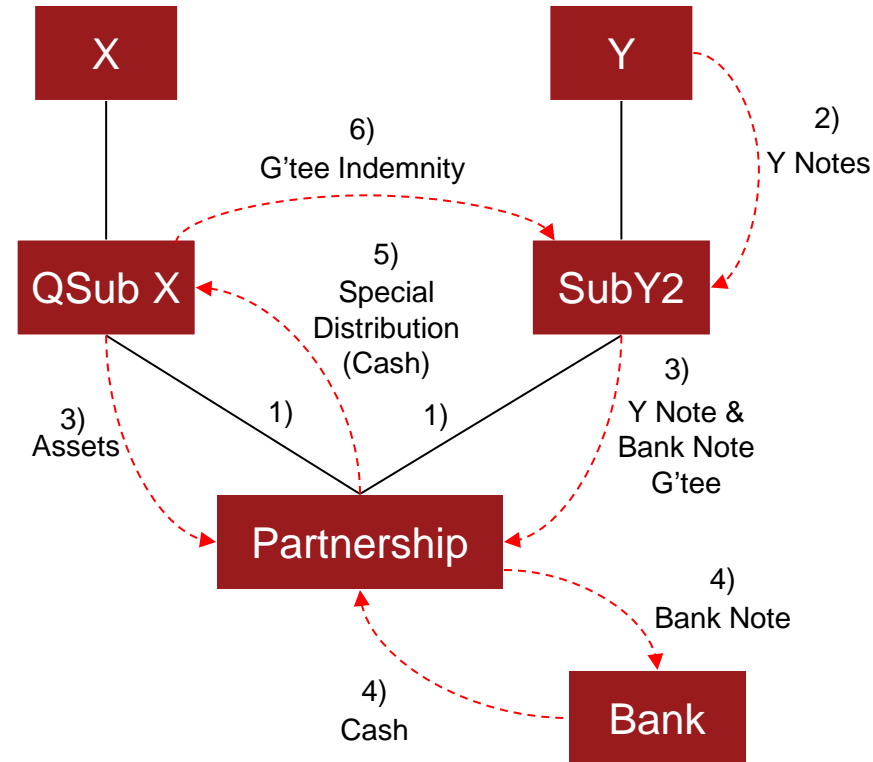 X
Y
2)
Y Notes
6)
G'tee Indemnity
QSub X
SubY2
5)
Special
Distribution
(Cash)
3)
Assets
1)
1)
3)
Y Note &
Bank Note
G'tee
Partnership
4)
Bank Note
4)
Cash
Bank